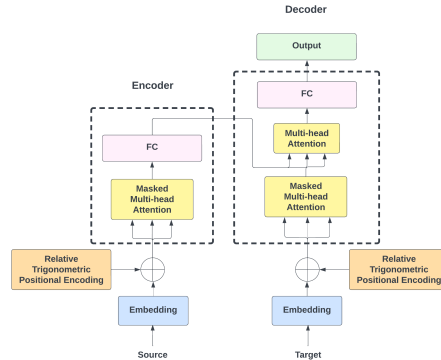 Decoder
Output
Encoder
FC
FC
Multi-head
Attention
Masked
Multi-head
Attention
Masked
Multi-head
Attention
Relative
Trigonometric
Positional Encoding
Relative
Trigonometric
Positional Encoding
Embedding
Embedding
Source
Target